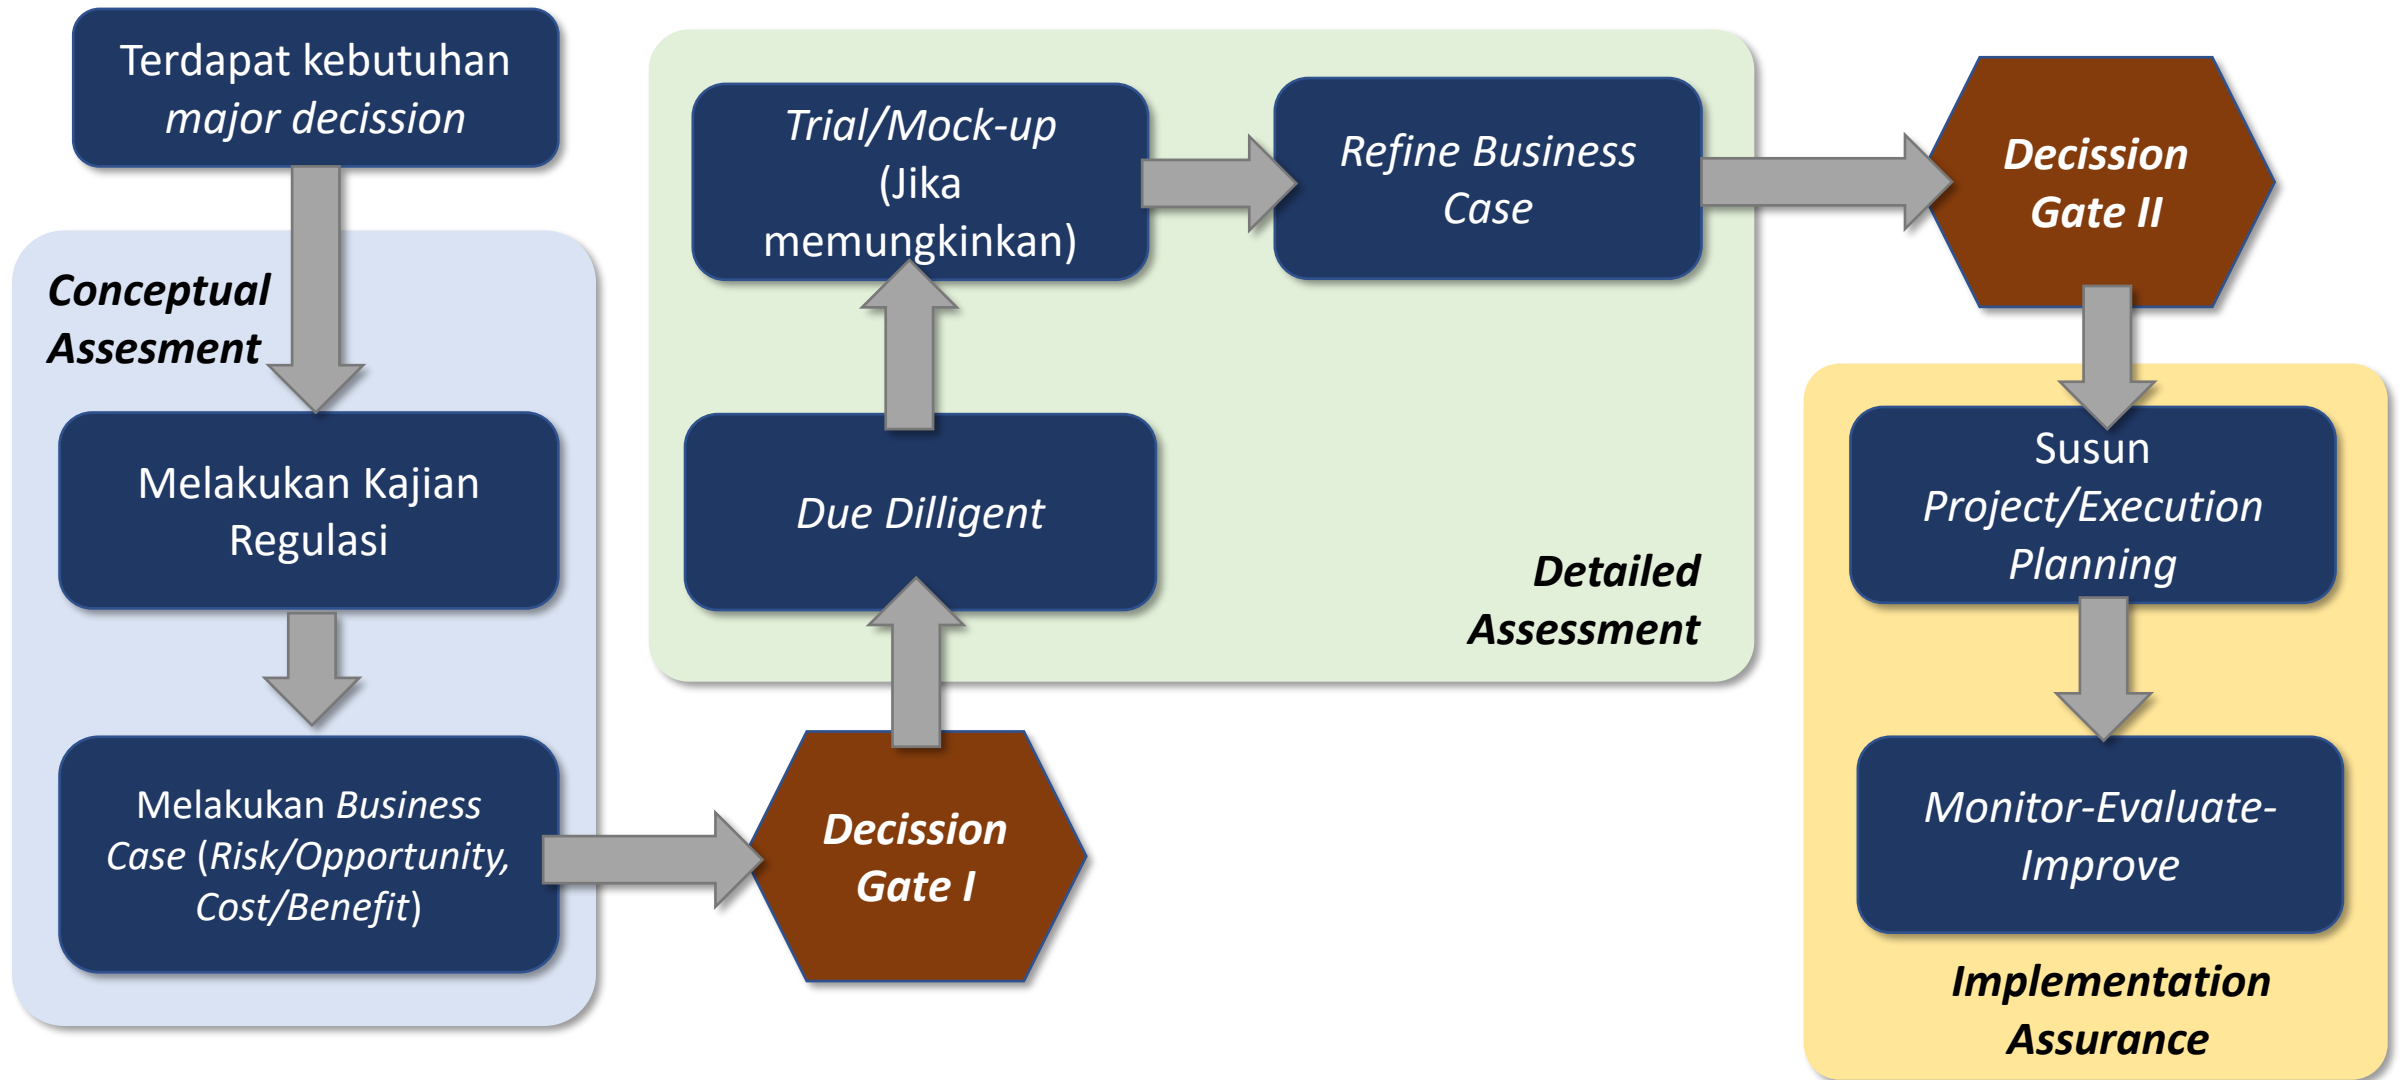 Terdapat kebutuhan
major decission
Conceptual
Assesment
Melakukan Kajian
Regulasi
Melakukan Business
Case (Risk/Opportunity,
Cost/Benefit)
Decission
Gate I
Due Dilligent
Trial/Mock-up
(Jika
memungkinkan)
Refine Business
Case
Detailed
Assessment
Decission
Gate II
Susun
Project/Execution
Planning
Monitor-Evaluate-
Improve
Implementation
Assurance